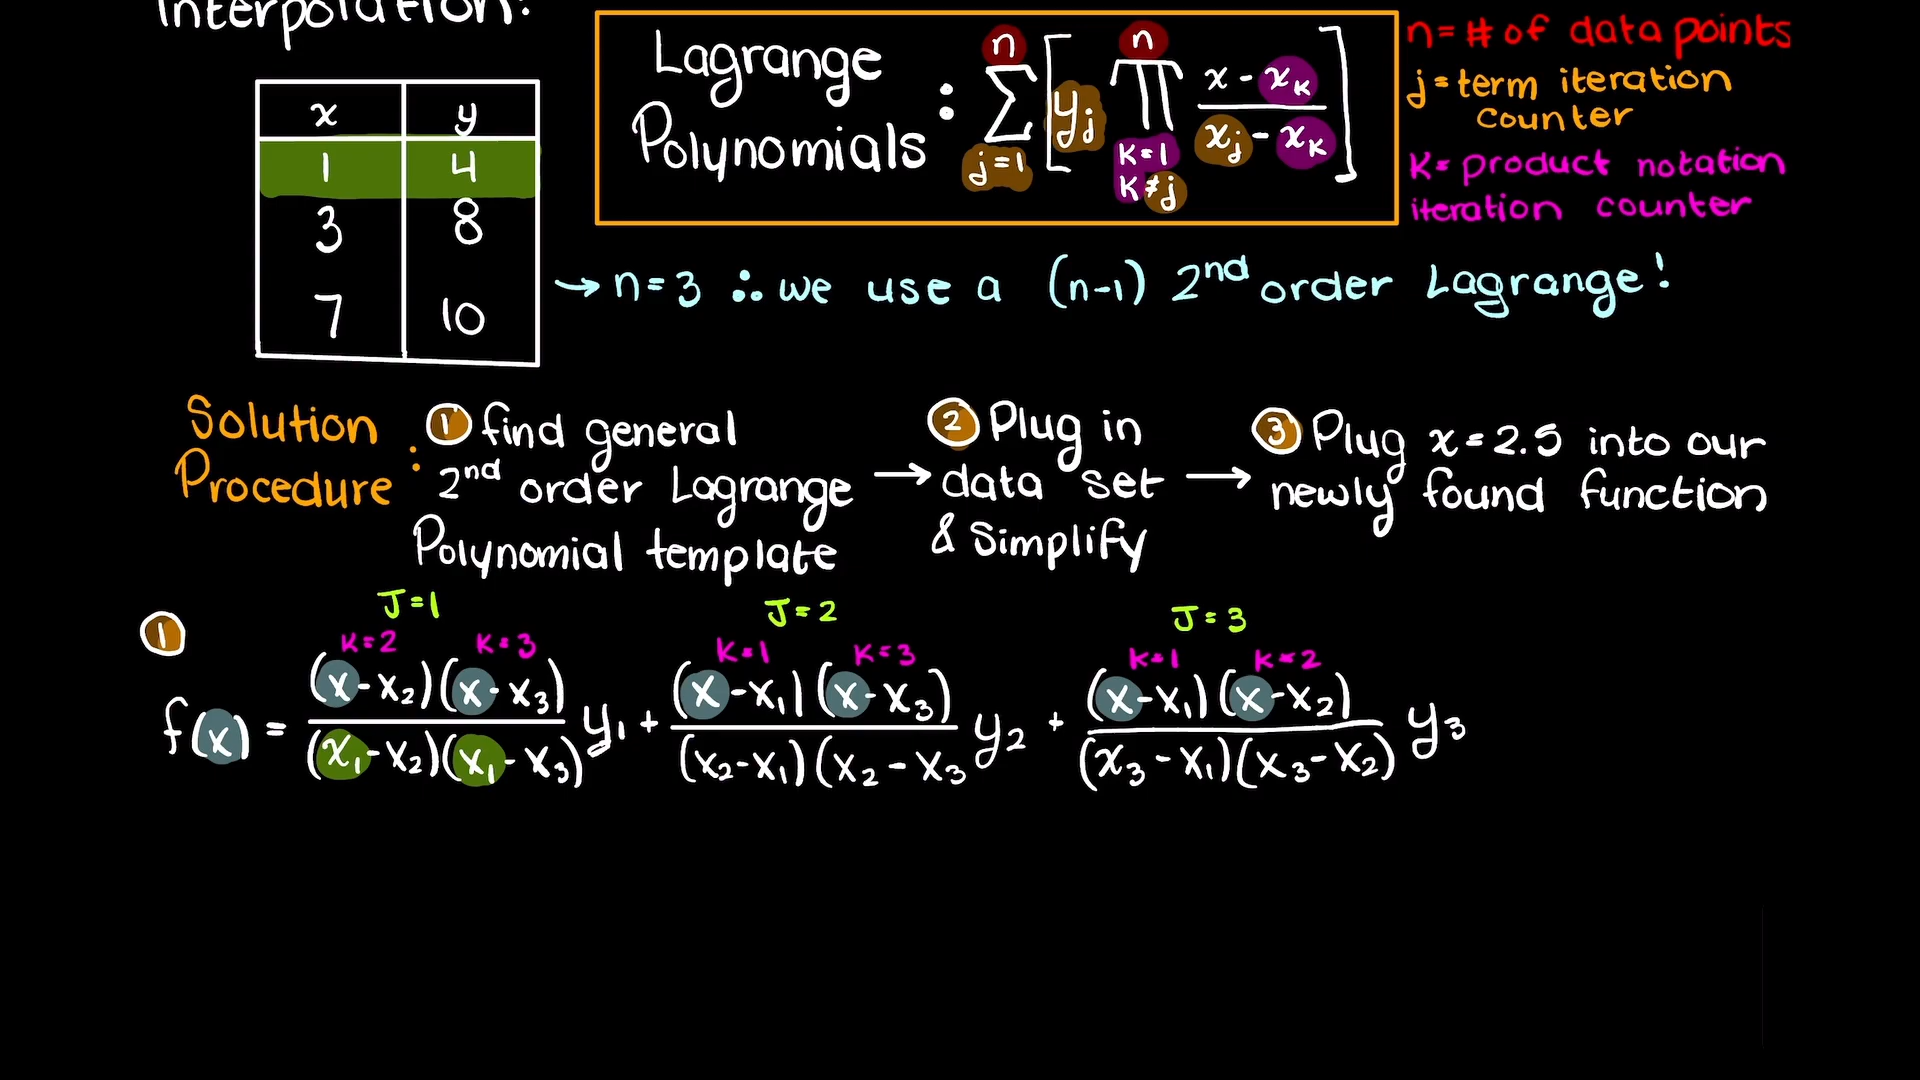 Interpolation:
x y
1 4
3 8
7 10
Lagrange Polynomials : n Σ j=1 [ yj n Π k=1 k≠j (x - xk) / (xj - xk) ]
n = # of data points
j = term iteration
counter
k = product notation
iteration counter
→ n=3 ∴ we use a (n-1) 2nd order Lagrange!
Solution
Procedure :
① find general
2nd order Lagrange
Polynomial template
→
② Plug in
data set
& Simplify
→
③ Plug x = 2.5 into our
newly found function
①
J=1 J=2 J=3
K=2 K=3 K=1 K=3 K=1 K=2
f(x) = (x-x₂)(x-x₃) / (x₁-x₂)(x₁-x₃) y₁ + (x-x₁)(x-x₃) / (x₂-x₁)(x₂-x₃ y₂ + (x-x₁)(x-x₂) / (x₃-x₁)(x₃-x₂) y₃